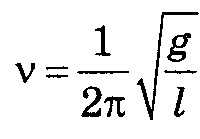 ν = 1/2π √g/l